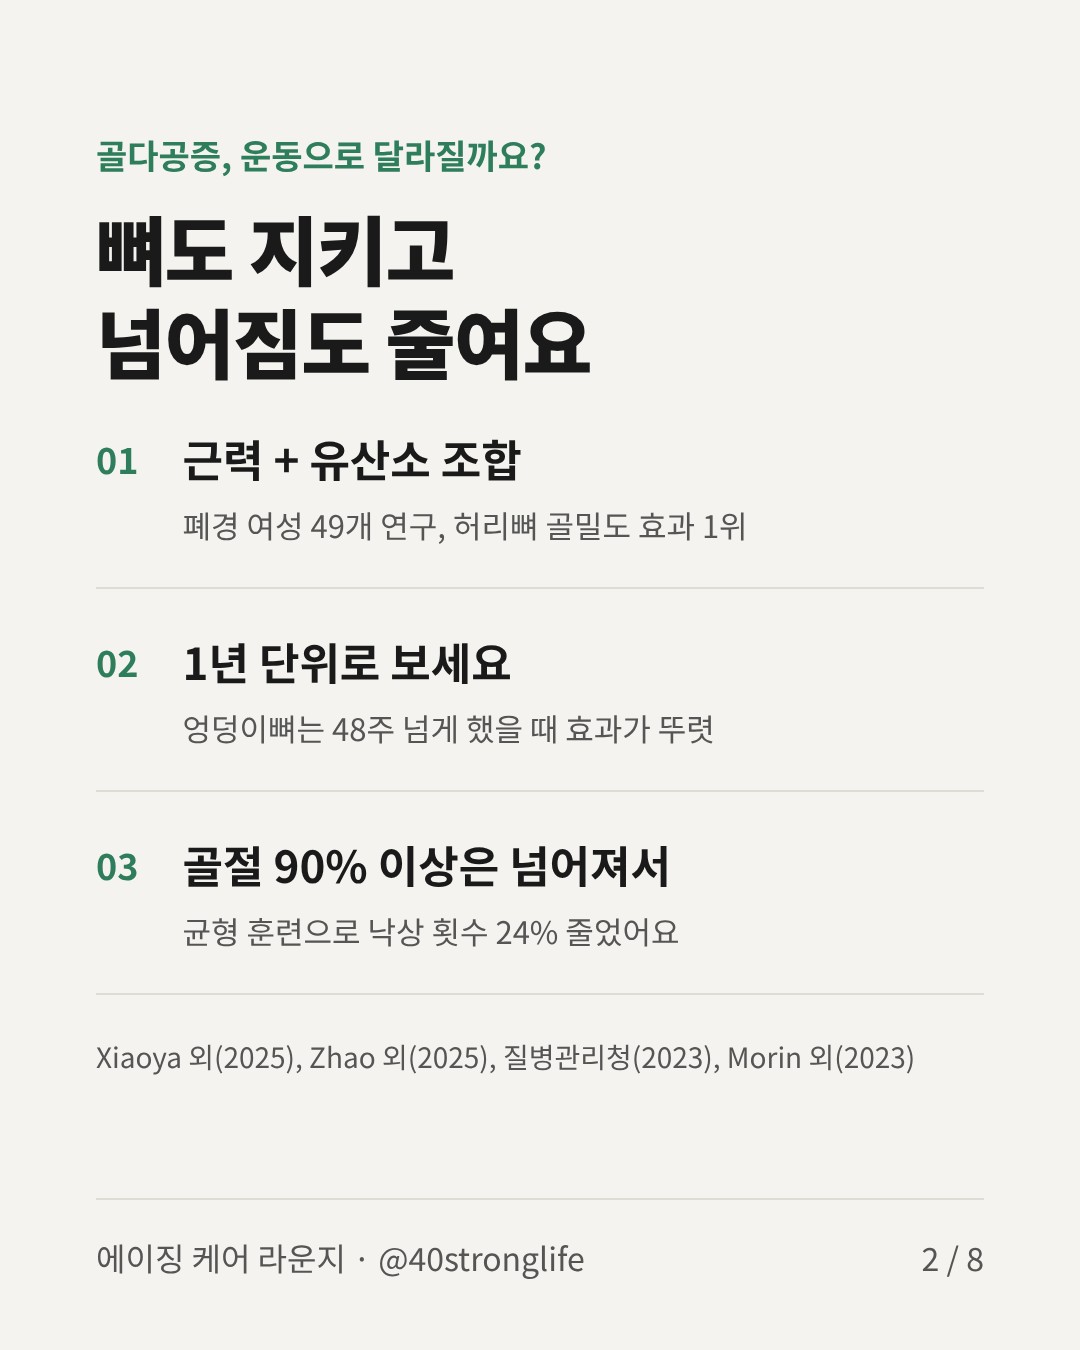 골다공증, 운동으로 달라질까요?
뼈도 지키고
넘어짐도 줄여요
01 근력 + 유산소 조합
폐경 여성 49개 연구, 허리뼈 골밀도 효과 1위
02 1년 단위로 보세요
엉덩이뼈는 48주 넘게 했을 때 효과가 뚜렷
03 골절 90% 이상은 넘어져서
균형 훈련으로 낙상 횟수 24% 줄었어요
Xiaoya 외(2025), Zhao 외(2025), 질병관리청(2023), Morin 외(2023)
에이징 케어 라운지 · @40stronglife 2 / 8